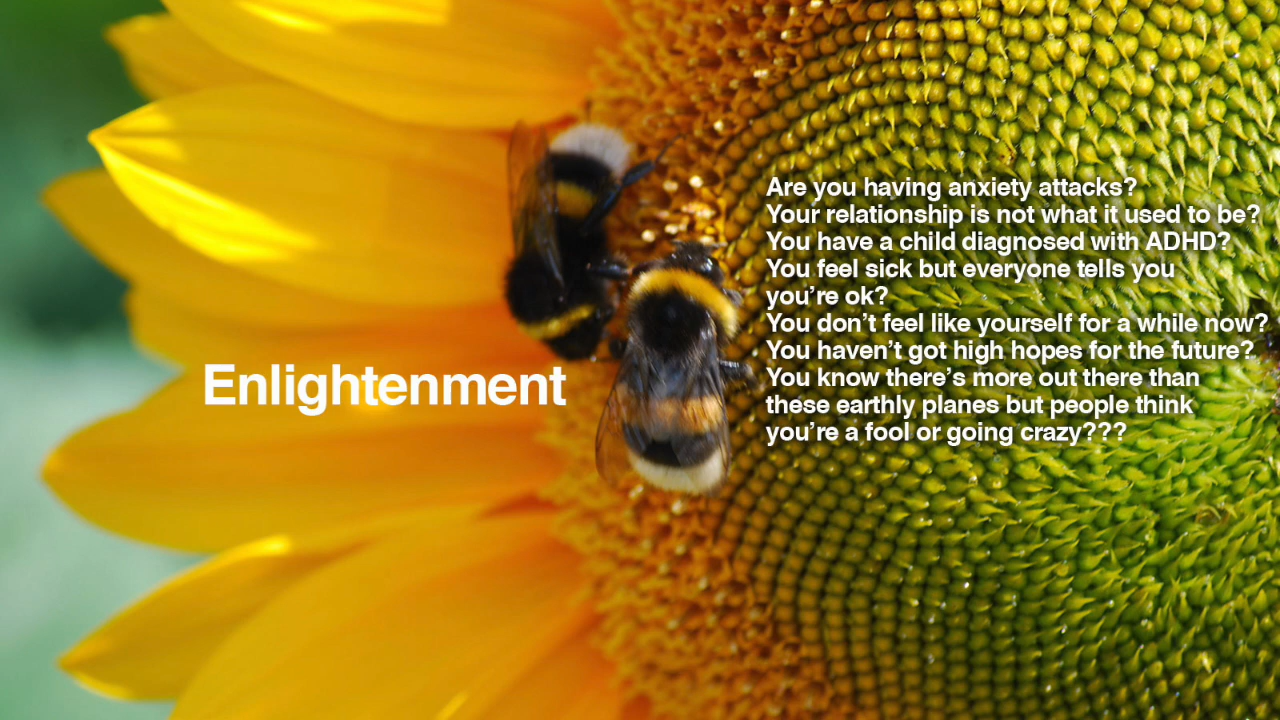 Enlightenment
Are you having anxiety attacks?
Your relationship is not what it used to be?
You have a child diagnosed with ADHD?
You feel sick but everyone tells you
you’re ok?
You don’t feel like yourself for a while now?
You haven’t got high hopes for the future?
You know there’s more out there than
these earthly planes but people think
you’re a fool or going crazy???